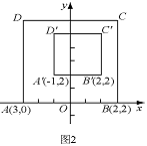 y
D C
D' C'
A'(-1,2) B'(2,2)
A(3,0) O B(2,2) x
图2